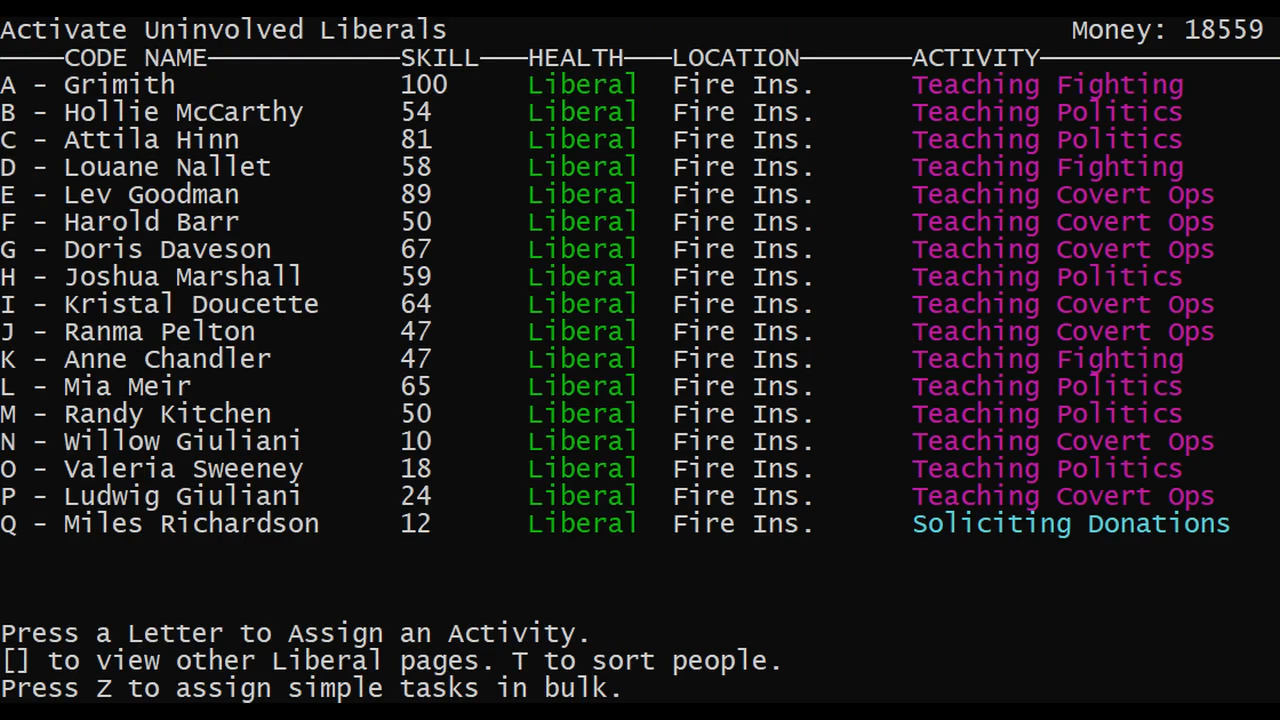 Activate Uninvolved Liberals Money: 18559
CODE NAME SKILL HEALTH LOCATION ACTIVITY
A - Grimith 100 Liberal Fire Ins. Teaching Fighting
B - Hollie McCarthy 54 Liberal Fire Ins. Teaching Politics
C - Attila Hinn 81 Liberal Fire Ins. Teaching Politics
D - Louane Nallet 58 Liberal Fire Ins. Teaching Fighting
E - Lev Goodman 89 Liberal Fire Ins. Teaching Covert Ops
F - Harold Barr 50 Liberal Fire Ins. Teaching Covert Ops
G - Doris Daveson 67 Liberal Fire Ins. Teaching Covert Ops
H - Joshua Marshall 59 Liberal Fire Ins. Teaching Politics
I - Kristal Doucette 64 Liberal Fire Ins. Teaching Covert Ops
J - Ranma Pelton 47 Liberal Fire Ins. Teaching Covert Ops
K - Anne Chandler 47 Liberal Fire Ins. Teaching Fighting
L - Mia Meir 65 Liberal Fire Ins. Teaching Politics
M - Randy Kitchen 50 Liberal Fire Ins. Teaching Politics
N - Willow Giuliani 10 Liberal Fire Ins. Teaching Covert Ops
O - Valeria Sweeney 18 Liberal Fire Ins. Teaching Politics
P - Ludwig Giuliani 24 Liberal Fire Ins. Teaching Covert Ops
Q - Miles Richardson 12 Liberal Fire Ins. Soliciting Donations
Press a Letter to Assign an Activity.
[] to view other Liberal pages. T to sort people.
Press Z to assign simple tasks in bulk.